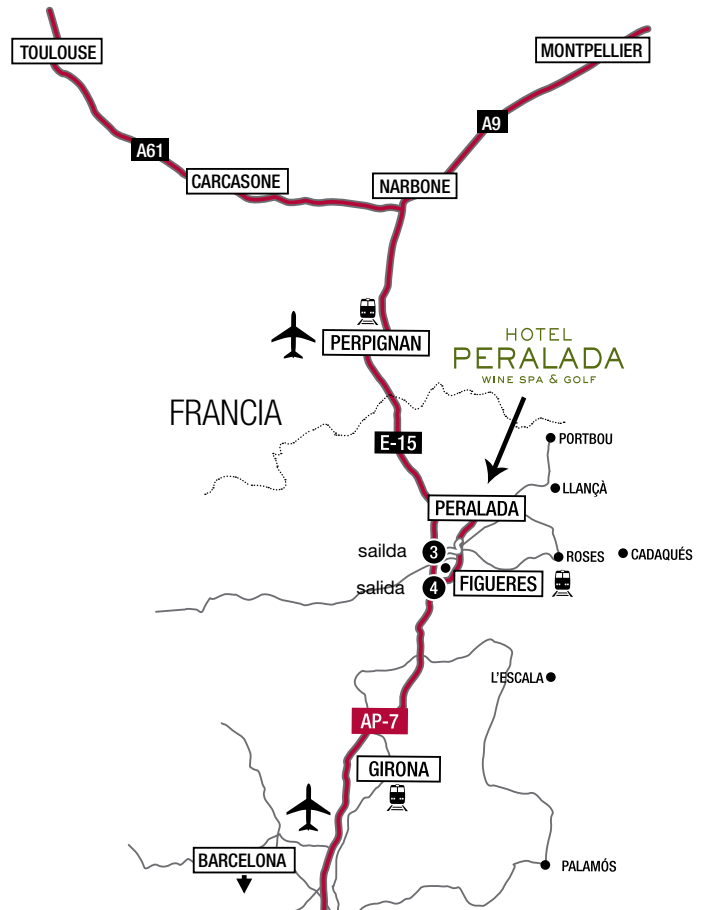 TOULOUSE
MONTPELLIER
A9
A61
CARCASONE
NARBONE
PERPIGNAN
HOTEL
PERALADA
WINE SPA & GOLF
FRANCIA
E-15
PORTBOU
LLANÇÀ
PERALADA
sailda
3
ROSES
CADAQUÉS
salida
4
FIGUERES
L'ESCALA
AP-7
GIRONA
BARCELONA
PALAMÓS